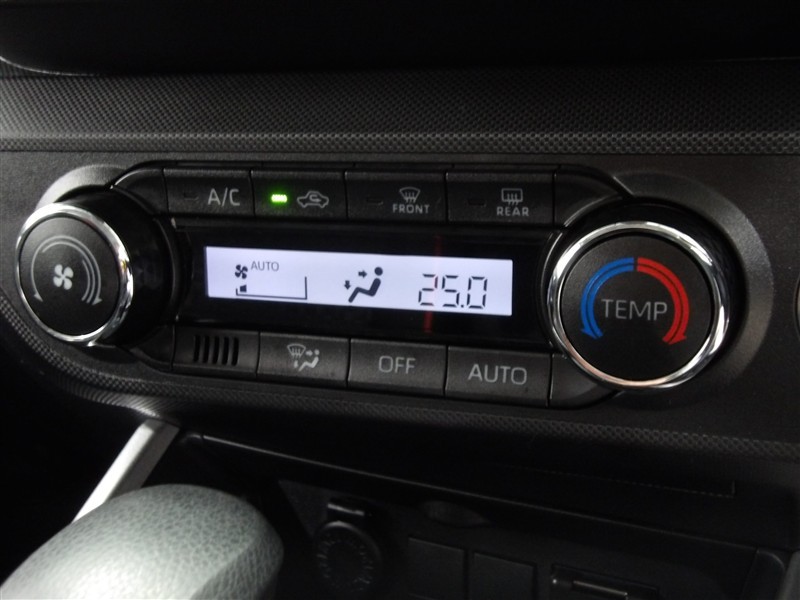 A/C
FRONT
REAR
AUTO
25.0
TEMP
OFF
AUTO